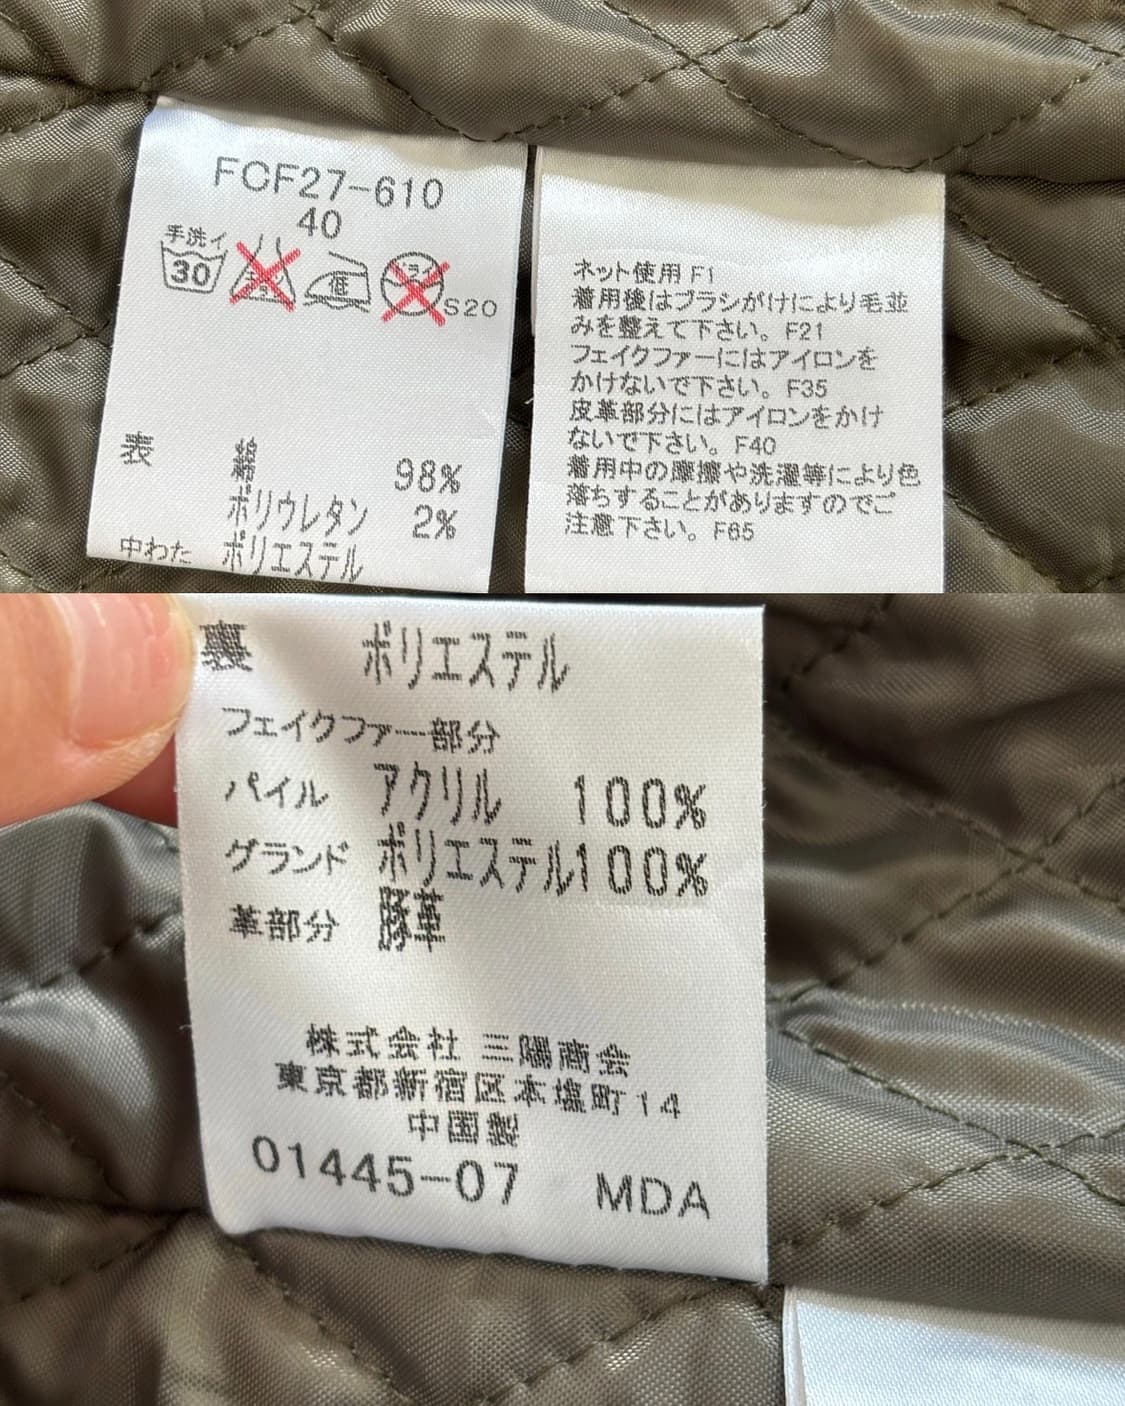 FCF27-610
40
手洗イ
30
エンソ
サラシ
低
ドライ
S20
表 綿 98%
ポリウレタン 2%
中わた ポリエステル
ネット使用 F1
着用後はブラシがけにより毛並
みを整えて下さい。 F21
フェイクファーにはアイロンを
かけないで下さい。 F35
皮革部分にはアイロンをかけ
ないで下さい。 F40
着用中の摩擦や洗濯等により色
落ちすることがありますのでご
注意下さい。 F65
裏 ポリエステル
フェイクファー部分
パイル アクリル 100%
グランド ポリエステル100%
革部分 豚革
株式会社 三陽商会
東京都新宿区本塩町14
中国製
01445-07 MDA